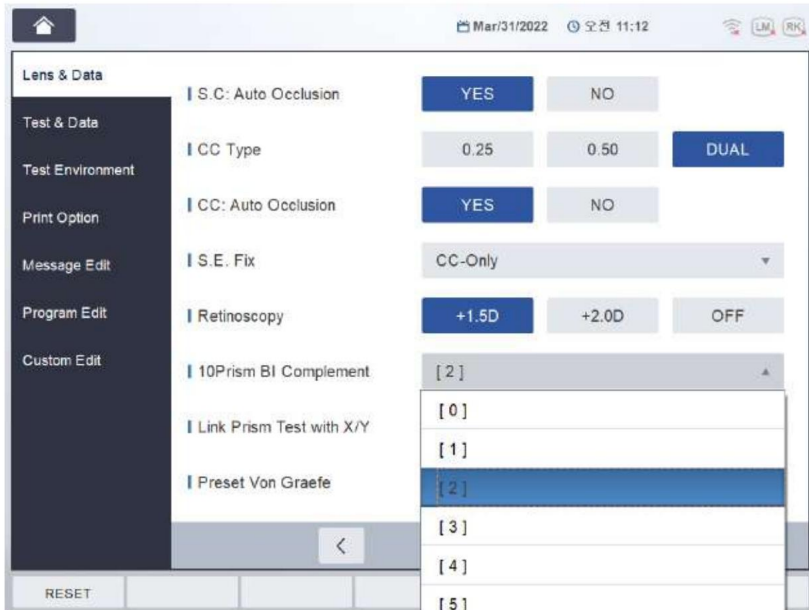 Mar/31/2022 오전 11:12 LM RK
Lens & Data
Test & Data
Test Environment
Print Option
Message Edit
Program Edit
Custom Edit
S.C: Auto Occlusion YES NO
CC Type 0.25 0.50 DUAL
CC: Auto Occlusion YES NO
S.E. Fix CC-Only
Retinoscopy +1.5D +2.0D OFF
10Prism BI Complement [ 2 ]
Link Prism Test with X/Y
Preset Von Graefe
[ 0 ]
[ 1 ]
[ 2 ]
[ 3 ]
[ 4 ]
[ 5 ]
RESET